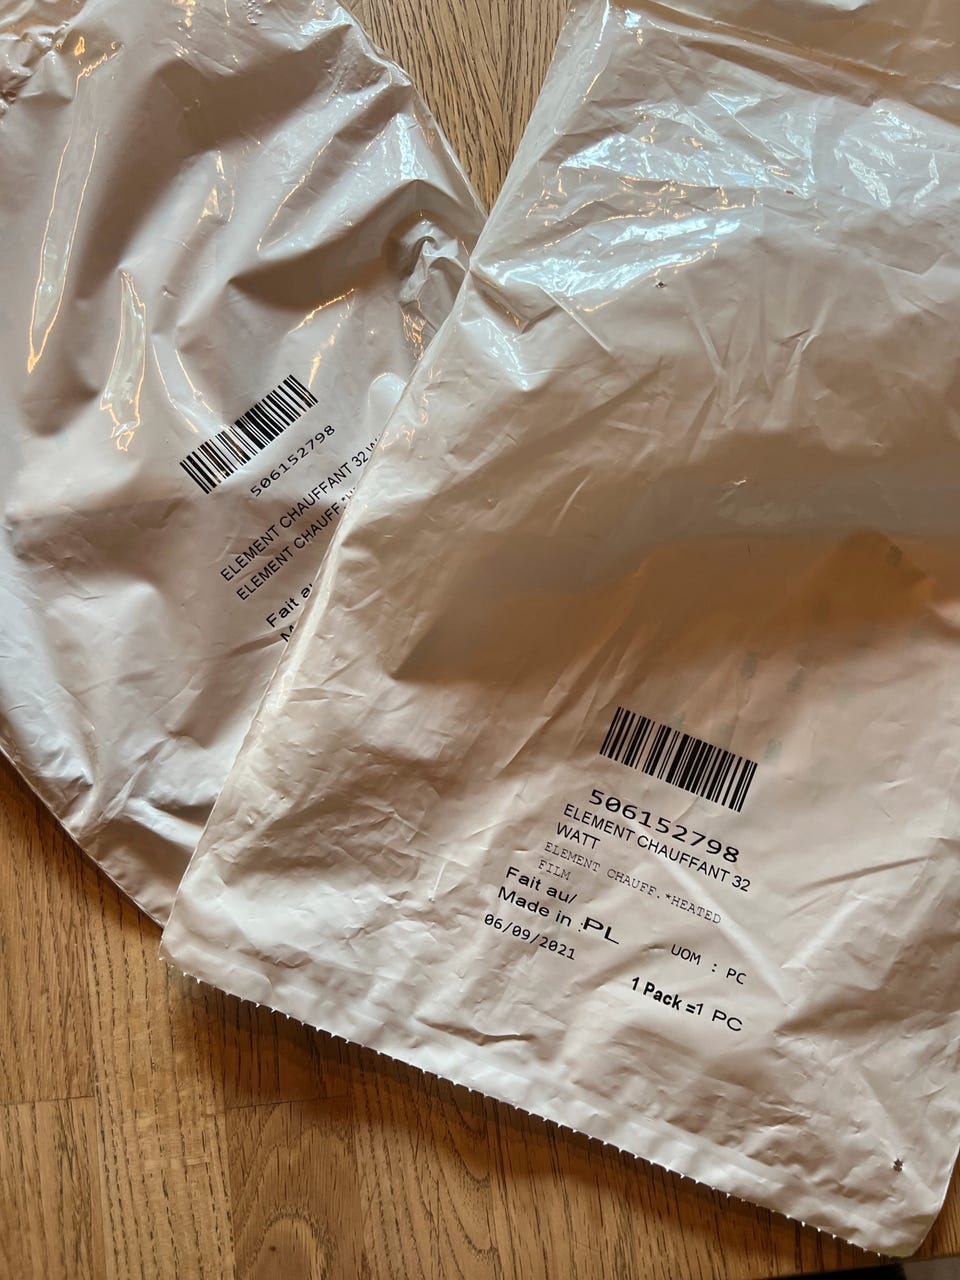 506152798
ELEMENT CHAUFFANT 32
ELEMENT CHAUFF.
Fait
506152798
ELEMENT CHAUFFANT 32
WATT
ELEMENT CHAUFF.*HEATED
FILM
Fait au/
Made in :PL
06/09/2021
UOM : PC
1 Pack =1 PC